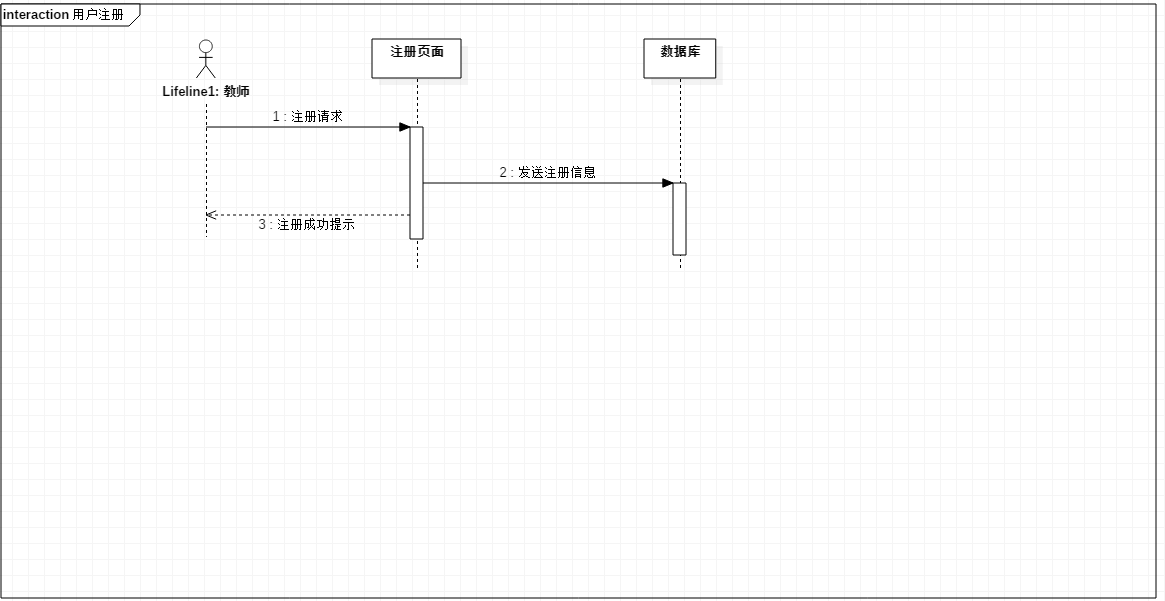 interaction 用户注册
注册页面
数据库
Lifeline1: 教师
1 : 注册请求
2 : 发送注册信息
3 : 注册成功提示